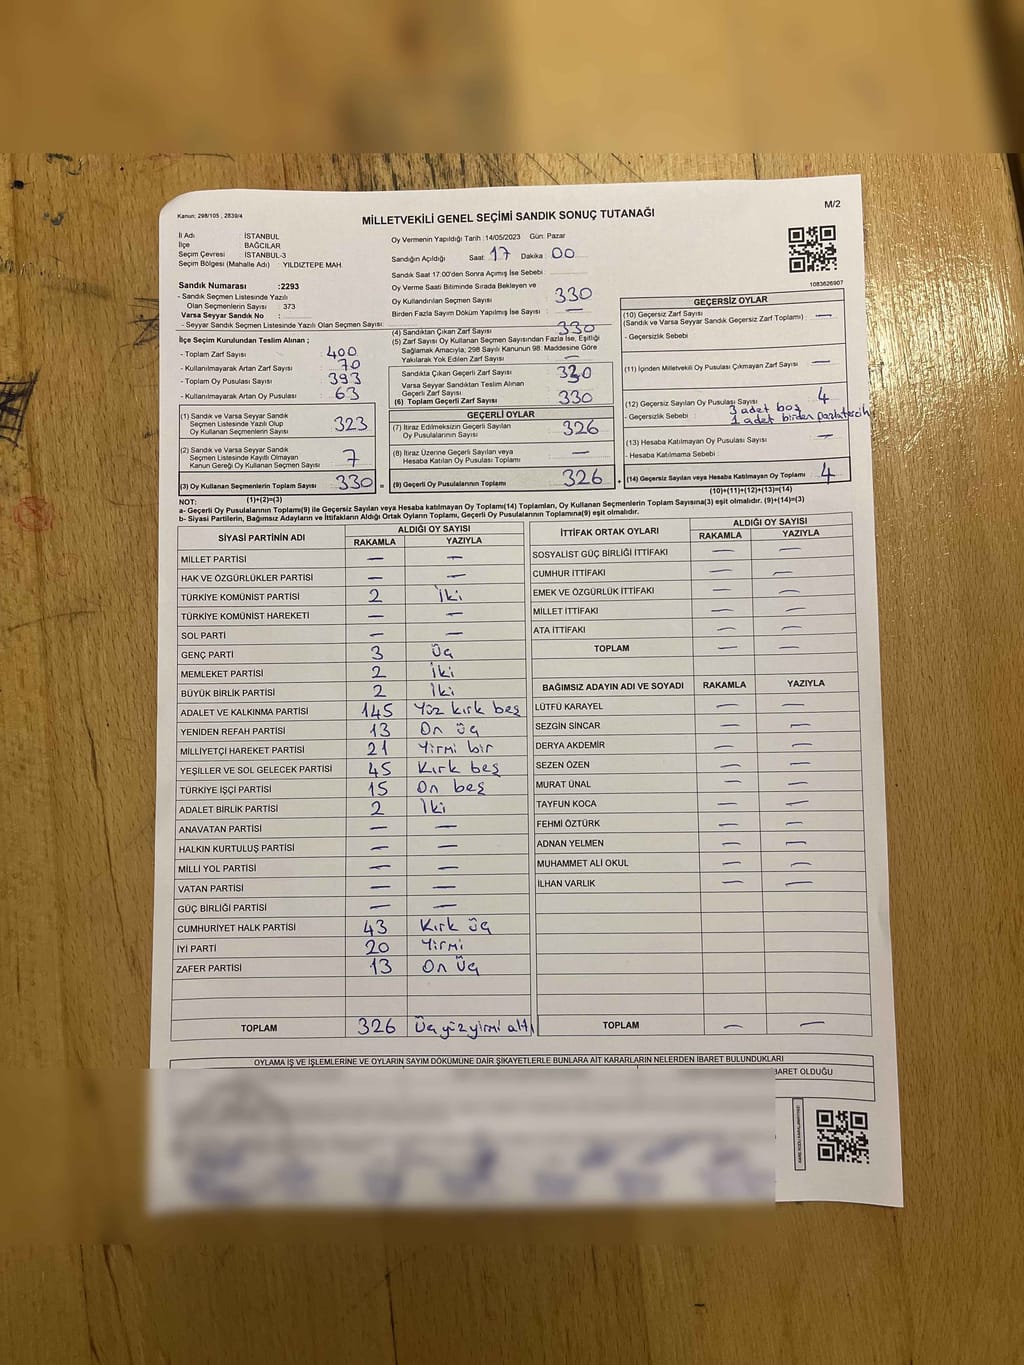 Kanun; 298/105 , 2839/4
MİLLETVEKİLİ GENEL SEÇİMİ SANDIK SONUÇ TUTANAĞI
M/2
İl Adı : İSTANBUL
İlçe : BAĞCILAR
Seçim Çevresi : İSTANBUL-3
Seçim Bölgesi (Mahalle Adı) : YILDIZTEPE MAH.
Sandık Numarası :2293
- Sandık Seçmen Listesinde Yazılı
Olan Seçmenlerin Sayısı : 373
Varsa Seyyar Sandık No :
- Seyyar Sandık Seçmen Listesinde Yazılı Olan Seçmen Sayısı:
İlçe Seçim Kurulundan Teslim Alınan ;
- Toplam Zarf Sayısı : 400
- Kullanılmayarak Artan Zarf Sayısı : 70
- Toplam Oy Pusulası Sayısı : 393
- Kullanılmayarak Artan Oy Pusulası : 63
(1) Sandık ve Varsa Seyyar Sandık
Seçmen Listesinde Yazılı Olup
Oy Kullanan Seçmenlerin Sayısı 323
(2) Sandık ve Varsa Seyyar Sandık
Seçmen Listesinde Kayıtlı Olmayan
Kanun Gereği Oy Kullanan Seçmen Sayısı 7
(3) Oy Kullanan Seçmenlerin Toplam Sayısı 330 =
(1)+(2)=(3)
Oy Vermenin Yapıldığı Tarih :14/05/2023 Gün: Pazar
Sandığın Açıldığı Saat :17 Dakika :00
Sandık Saat 17:00'den Sonra Açımış İse Sebebi :
Oy Verme Saati Bitiminde Sırada Bekleyen ve
Oy Kullandırılan Seçmen Sayısı : 330
Birden Fazla Sayım Döküm Yapılmış İse Sayısı : —
(4) Sandıktan Çıkan Zarf Sayısı : 330
(5) Zarf Sayısı Oy Kullanan Seçmen Sayısından Fazla İse, Eşitliği
Sağlamak Amacıyla; 298 Sayılı Kanunun 98. Maddesine Göre
Yakılarak Yok Edilen Zarf Sayısı : —
Sandıkta Çıkan Geçerli Zarf Sayısı : 330
Varsa Seyyar Sandıktan Teslim Alınan
Geçerli Zarf Sayısı : —
(6) Toplam Geçerli Zarf Sayısı : 330
GEÇERLİ OYLAR
(7) İtiraz Edilmeksizin Geçerli Sayılan
Oy Pusulalarının Sayısı 326
(8) İtiraz Üzerine Geçerli Sayılan veya
Hesaba Katılan Oy Pusulası Toplamı —
(9) Geçerli Oy Pusulalarının Toplamı 326 +
1083626907
GEÇERSİZ OYLAR
(10) Geçersiz Zarf Sayısı : —
(Sandık ve Varsa Seyyar Sandık Geçersiz Zarf Toplamı)
- Geçersizlik Sebebi :
(11) İçinden Milletvekili Oy Pusulası Çıkmayan Zarf Sayısı : —
(12) Geçersiz Sayılan Oy Pusulası Sayısı : 4
- Geçersizlik Sebebi : 3 adet boş
1 adet birden fazla tercih
(13) Hesaba Katılmayan Oy Pusulası Sayısı : —
- Hesaba Katılmama Sebebi :
(14) Geçersiz Sayılan veya Hesaba Katılmayan Oy Toplamı 4
(10)+(11)+(12)+(13)=(14)
NOT:
a- Geçerli Oy Pusulalarının Toplamı(9) ile Geçersiz Sayılan veya Hesaba katılmayan Oy Toplamı(14) Toplamları, Oy Kullanan Seçmenlerin Toplam Sayısına(3) eşit olmalıdır. (9)+(14)=(3)
b- Siyasi Partilerin, Bağımsız Adayların ve İttifakların Aldığı Ortak Oyların Toplamı, Geçerli Oy Pusulalarının Toplamına(9) eşit olmalıdır.
SİYASİ PARTİNİN ADI ALDIĞI OY SAYISI
RAKAMLA YAZIYLA
MİLLET PARTİSİ — —
HAK VE ÖZGÜRLÜKLER PARTİSİ — —
TÜRKİYE KOMÜNİST PARTİSİ 2 İki
TÜRKİYE KOMÜNİST HAREKETİ — —
SOL PARTİ — —
GENÇ PARTİ 3 Üç
MEMLEKET PARTİSİ 2 İki
BÜYÜK BİRLİK PARTİSİ 2 İki
ADALET VE KALKINMA PARTİSİ 145 Yüz kırk beş
YENİDEN REFAH PARTİSİ 13 On üç
MİLLİYETÇİ HAREKET PARTİSİ 21 Yirmi bir
YEŞİLLER VE SOL GELECEK PARTİSİ 45 Kırk beş
TÜRKİYE İŞÇİ PARTİSİ 15 On beş
ADALET BİRLİK PARTİSİ 2 İki
ANAVATAN PARTİSİ — —
HALKIN KURTULUŞ PARTİSİ — —
MİLLİ YOL PARTİSİ — —
VATAN PARTİSİ — —
GÜÇ BİRLİĞİ PARTİSİ — —
CUMHURİYET HALK PARTİSİ 43 Kırk üç
İYİ PARTİ 20 Yirmi
ZAFER PARTİSİ 13 On Üç
TOPLAM 326 Üç yüz yirmi altı
İTTİFAK ORTAK OYLARI ALDIĞI OY SAYISI
RAKAMLA YAZIYLA
SOSYALİST GÜÇ BİRLİĞİ İTTİFAKI — —
CUMHUR İTTİFAKI — —
EMEK VE ÖZGÜRLÜK İTTİFAKI — —
MİLLET İTTİFAKI — —
ATA İTTİFAKI — —
TOPLAM — —
BAĞIMSIZ ADAYIN ADI VE SOYADI RAKAMLA YAZIYLA
LÜTFÜ KARAYEL — —
SEZGİN SİNCAR — —
DERYA AKDEMİR — —
SEZEN ÖZEN — —
MURAT ÜNAL — —
TAYFUN KOCA — —
FEHMİ ÖZTÜRK — —
ADNAN YELMEN — —
MUHAMMET ALİ OKUL — —
İLHAN VARLIK — —
TOPLAM — —
OYLAMA İŞ VE İŞLEMLERİNE VE OYLARIN SAYIM DÖKÜMÜNE DAİR ŞİKAYETLERLE BUNLARA AİT KARARLARIN NELERDEN İBARET BULUNDUKLARI
BARET OLDUĞU